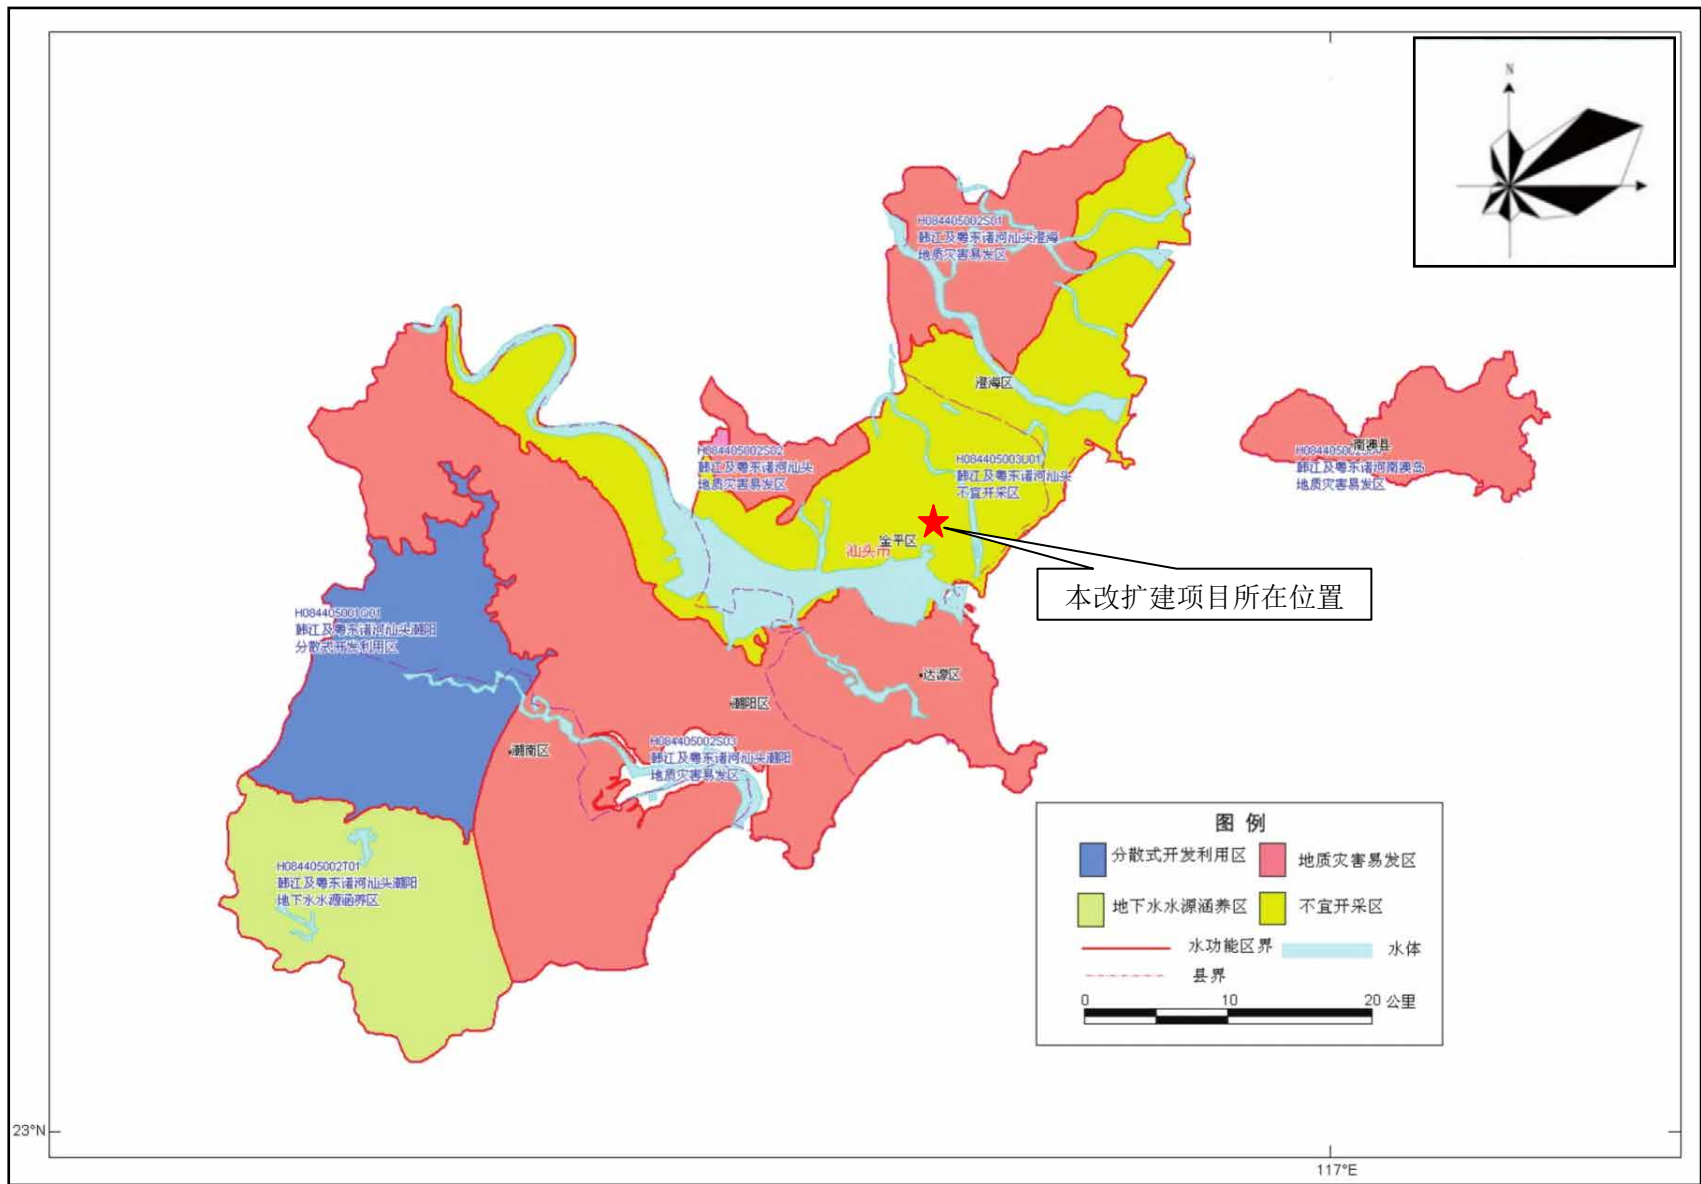 N
H084405002S01
韩江及粤东诸河汕头澄海
地质灾害易发区
澄海区
H084405002S02
韩江及粤东诸河汕头
地质灾害易发区
H084405003U01
韩江及粤东诸河汕头
不宜开采区
南澳县
韩江及粤东诸河南澳岛
地质灾害易发区
金平区
汕头市
本改扩建项目所在位置
H084405001Q01
韩江及粤东诸河汕头潮阳
分散式开发利用区
达濠区
潮阳区
潮南区
H084405002S03
韩江及粤东诸河汕头潮阳
地质灾害易发区
H084405002T01
韩江及粤东诸河汕头潮阳
地下水水源涵养区
图 例
分散式开发利用区
地质灾害易发区
地下水水源涵养区
不宜开采区
水功能区界
水体
县界
0 10 20 公里
23°N
117°E